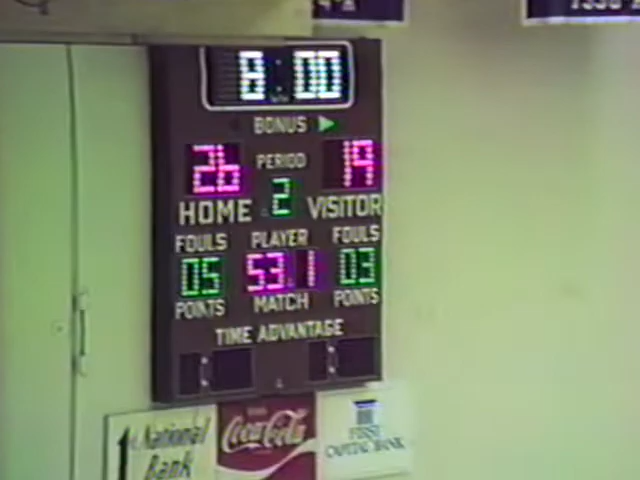 8:00
BONUS
26 PERIOD 19
HOME 2 VISITOR
FOULS PLAYER FOULS
05 53.1 03
POINTS MATCH POINTS
TIME ADVANTAGE
National
Bank
Coca-Cola
FIRST
CAPITAL BANK